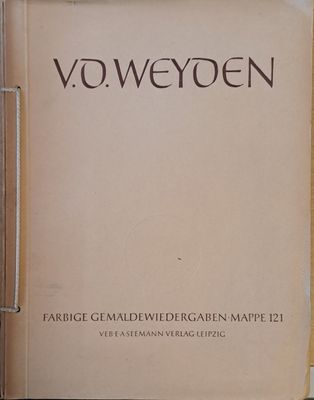 V.D.WEYDEN
FARBIGE GEMÄLDEWIEDERGABEN·MAPPE 121
VEB·E·A·SEEMANN·VERLAG·LEIPZIG